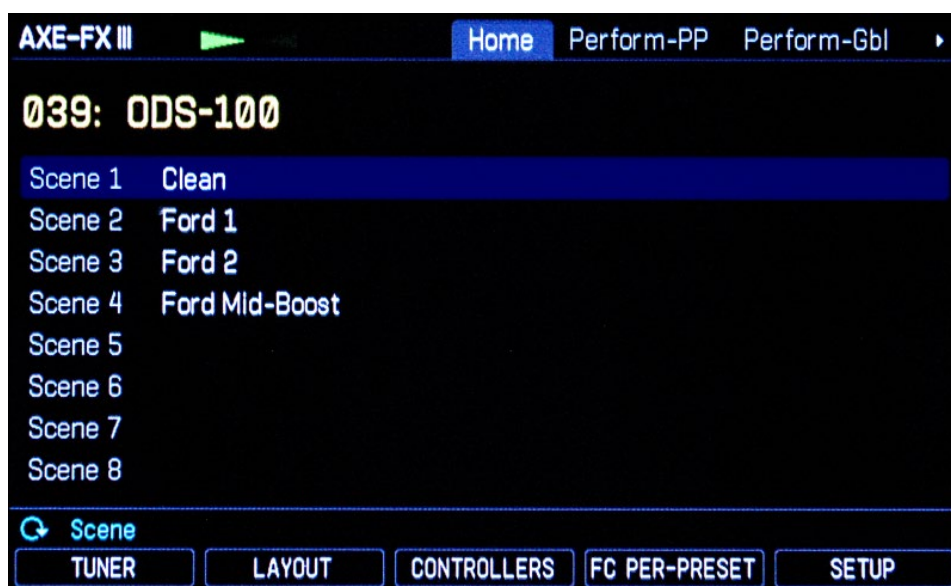 AXE-FX III Home Perform-PP Perform-Gbl
039: ODS-100
Scene 1 Clean
Scene 2 Ford 1
Scene 3 Ford 2
Scene 4 Ford Mid-Boost
Scene 5
Scene 6
Scene 7
Scene 8
Scene
TUNER LAYOUT CONTROLLERS FC PER-PRESET SETUP